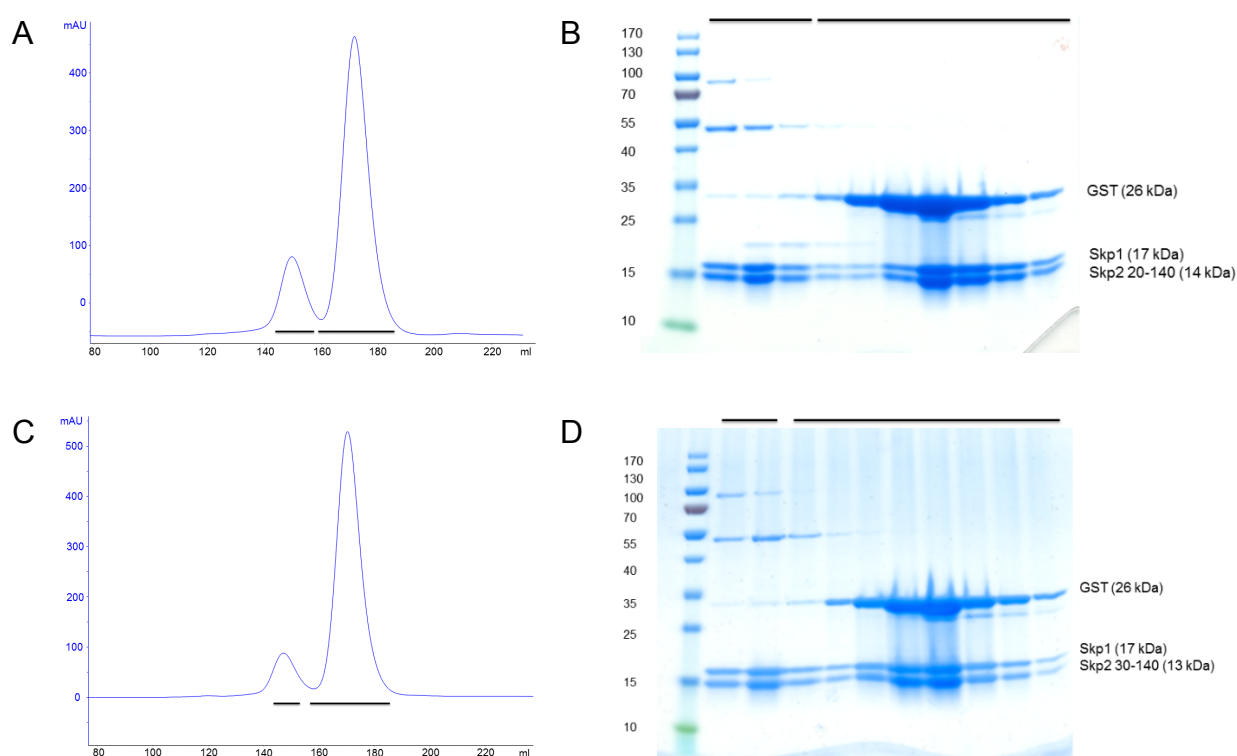 A
mAU
400
300
200
100
0
80 100 120 140 160 180 200 220 ml
B
170
130
100
70
55
40
35
25
15
10
GST (26 kDa)
Skp1 (17 kDa)
Skp2 20-140 (14 kDa)
C
mAU
500
400
300
200
100
0
80 100 120 140 160 180 200 220 ml
D
170
130
100
70
55
40
35
25
15
10
GST (26 kDa)
Skp1 (17 kDa)
Skp2 30-140 (13 kDa)